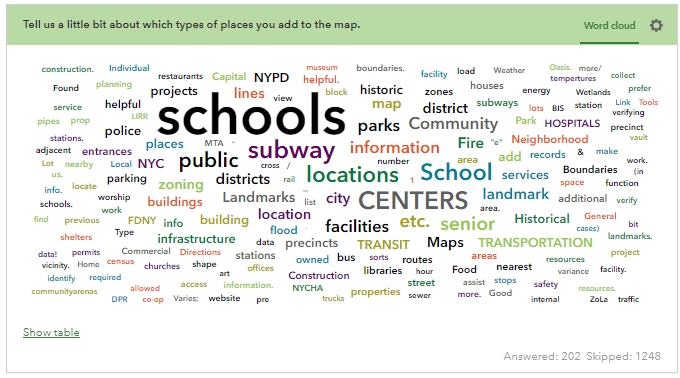 Tell us a little bit about which types of places you add to the map.
Word cloud
construction. Individual museum boundaries. Weather Oasis. more/
restaurants Capital NYPD helpful. facility load tempertures collect
Found planning projects lines block historic zones houses energy Wetlands prefer
service helpful LIRR schools view map district subways lots BIS station Link Tools
pipes prop police parks Community Park HOSPITALS verifying precinct
stations. MTA - places subway information Fire "e" Neighborhood vault
adjacent entrances NYC public number area add records & make
Lot nearby Local cross / locations 1 School services Boundaries work. (in
us. parking zoning districts rail space function
info. locate Landmarks list city CENTERS landmark additional verify
schools. worship buildings area.
find previous work FDNY info building location facilities etc. senior Historical General cases) bit
Type flood landmarks.
shelters infrastructure data precincts TRANSIT Maps TRANSPORTATION project
data! permits Commercial Directions stations owned bus sorts routes areas resources
vicinity. Home census churches shape offices libraries hour Food nearest variance facility.
identify required art Construction street assist stops safety resources.
communityarenas allowed access information. NYCHA properties sewer more. Good internal
DPR co-op Varies; website pre trucks ZoLa traffic
Show table
Answered: 202 Skipped: 1248